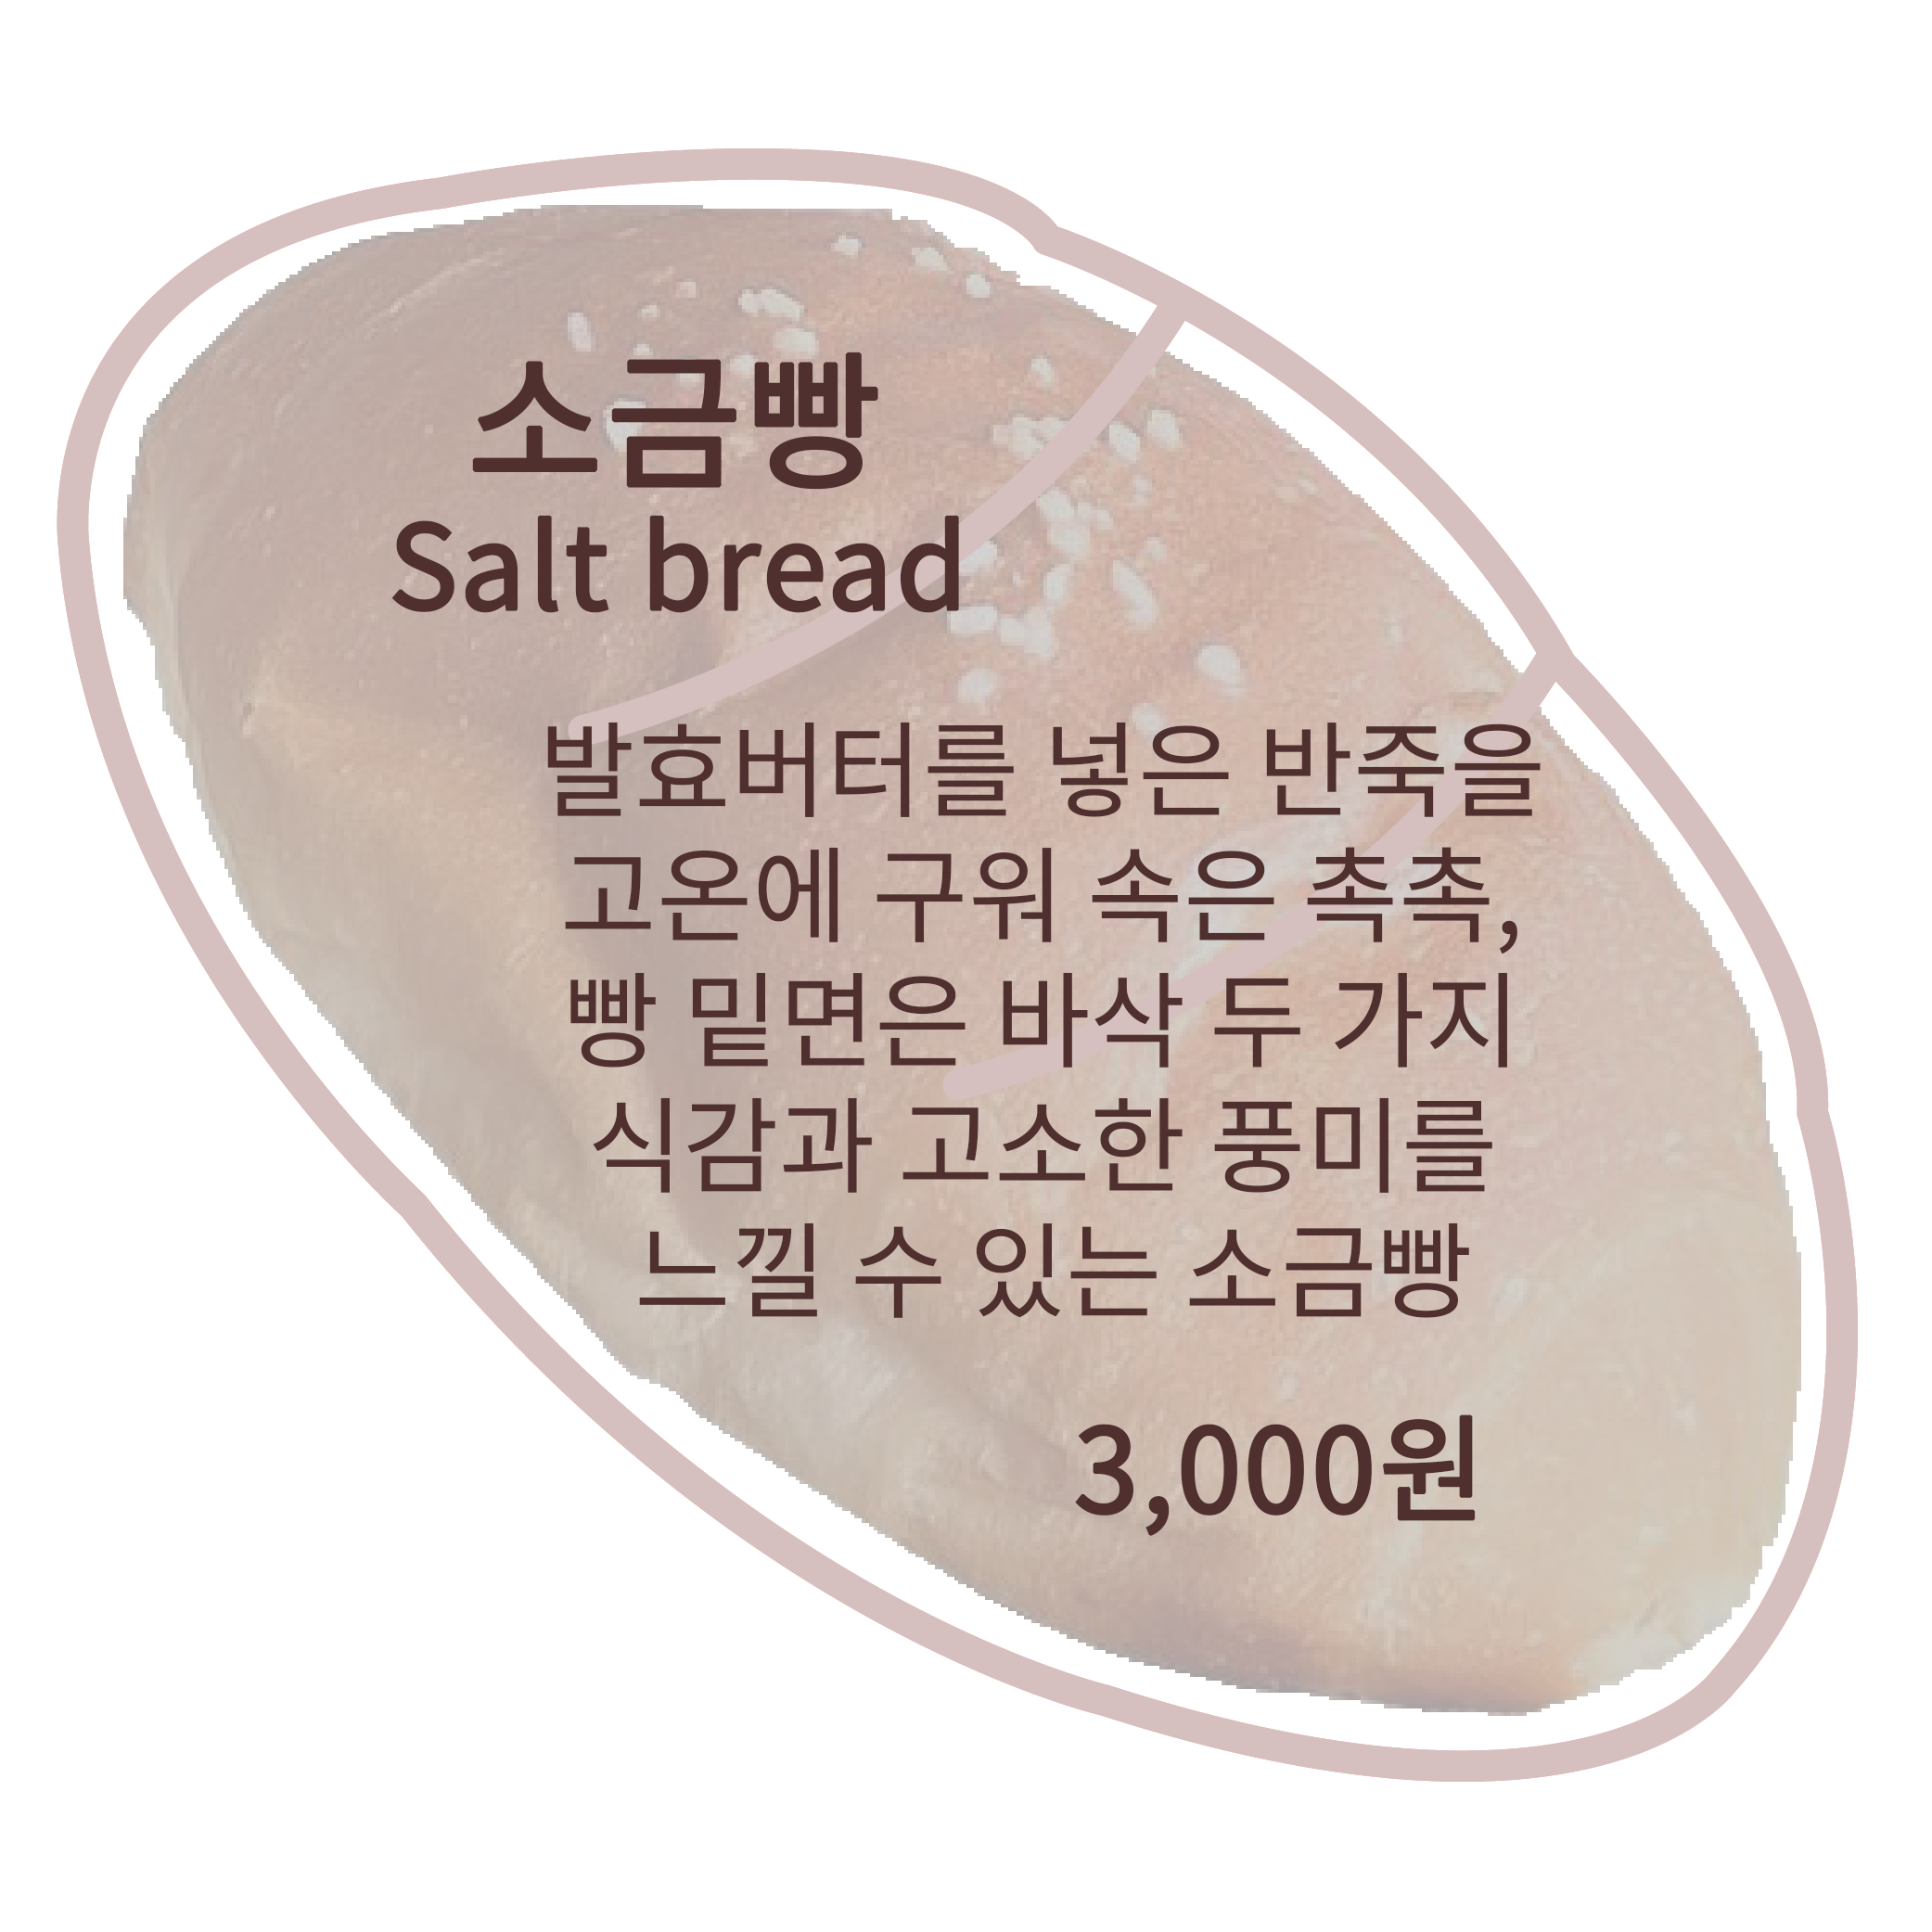 소금빵
Salt bread
발효버터를 넣은 반죽을
고온에 구워 속은 촉촉,
빵 밑면은 바삭 두 가지
식감과 고소한 풍미를
느낄 수 있는 소금빵
3,000원